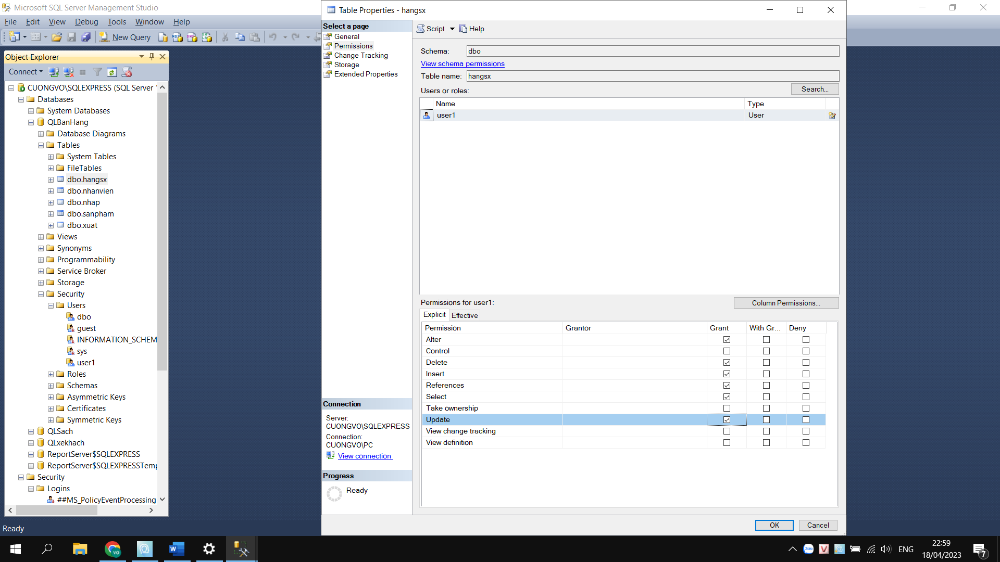 Microsoft SQL Server Management Studio
File Edit View Debug Tools Window Help
New Query
Object Explorer
Connect
CUONGVO\SQLEXPRESS (SQL Server
Databases
System Databases
QLBanHang
Database Diagrams
Tables
System Tables
FileTables
dbo.hangsx
dbo.nhanvien
dbo.nhap
dbo.sanpham
dbo.xuat
Views
Synonyms
Programmability
Service Broker
Storage
Security
Users
dbo
guest
INFORMATION_SCHEM
sys
user1
Roles
Schemas
Asymmetric Keys
Certificates
Symmetric Keys
QLSach
QLxekhach
ReportServer$SQLEXPRESS
ReportServer$SQLEXPRESSTemp
Security
Logins
##MS_PolicyEventProcessing
Ready
Table Properties - hangsx
Select a page
General
Permissions
Change Tracking
Storage
Extended Properties
Connection
Server:
CUONGVO\SQLEXPRESS
Connection:
CUONGVO\PC
View connection
Progress
Ready
Script Help
Schema: dbo
View schema permissions
Table name: hangsx
Users or roles: Search...
Name Type
user1 User
Permissions for user1: Column Permissions...
Explicit Effective
Permission Grantor Grant With Gr... Deny
Alter
Control
Delete
Insert
References
Select
Take ownership
Update
View change tracking
View definition
OK Cancel
VO
Zalo
ENG
22:59
18/04/2023
7